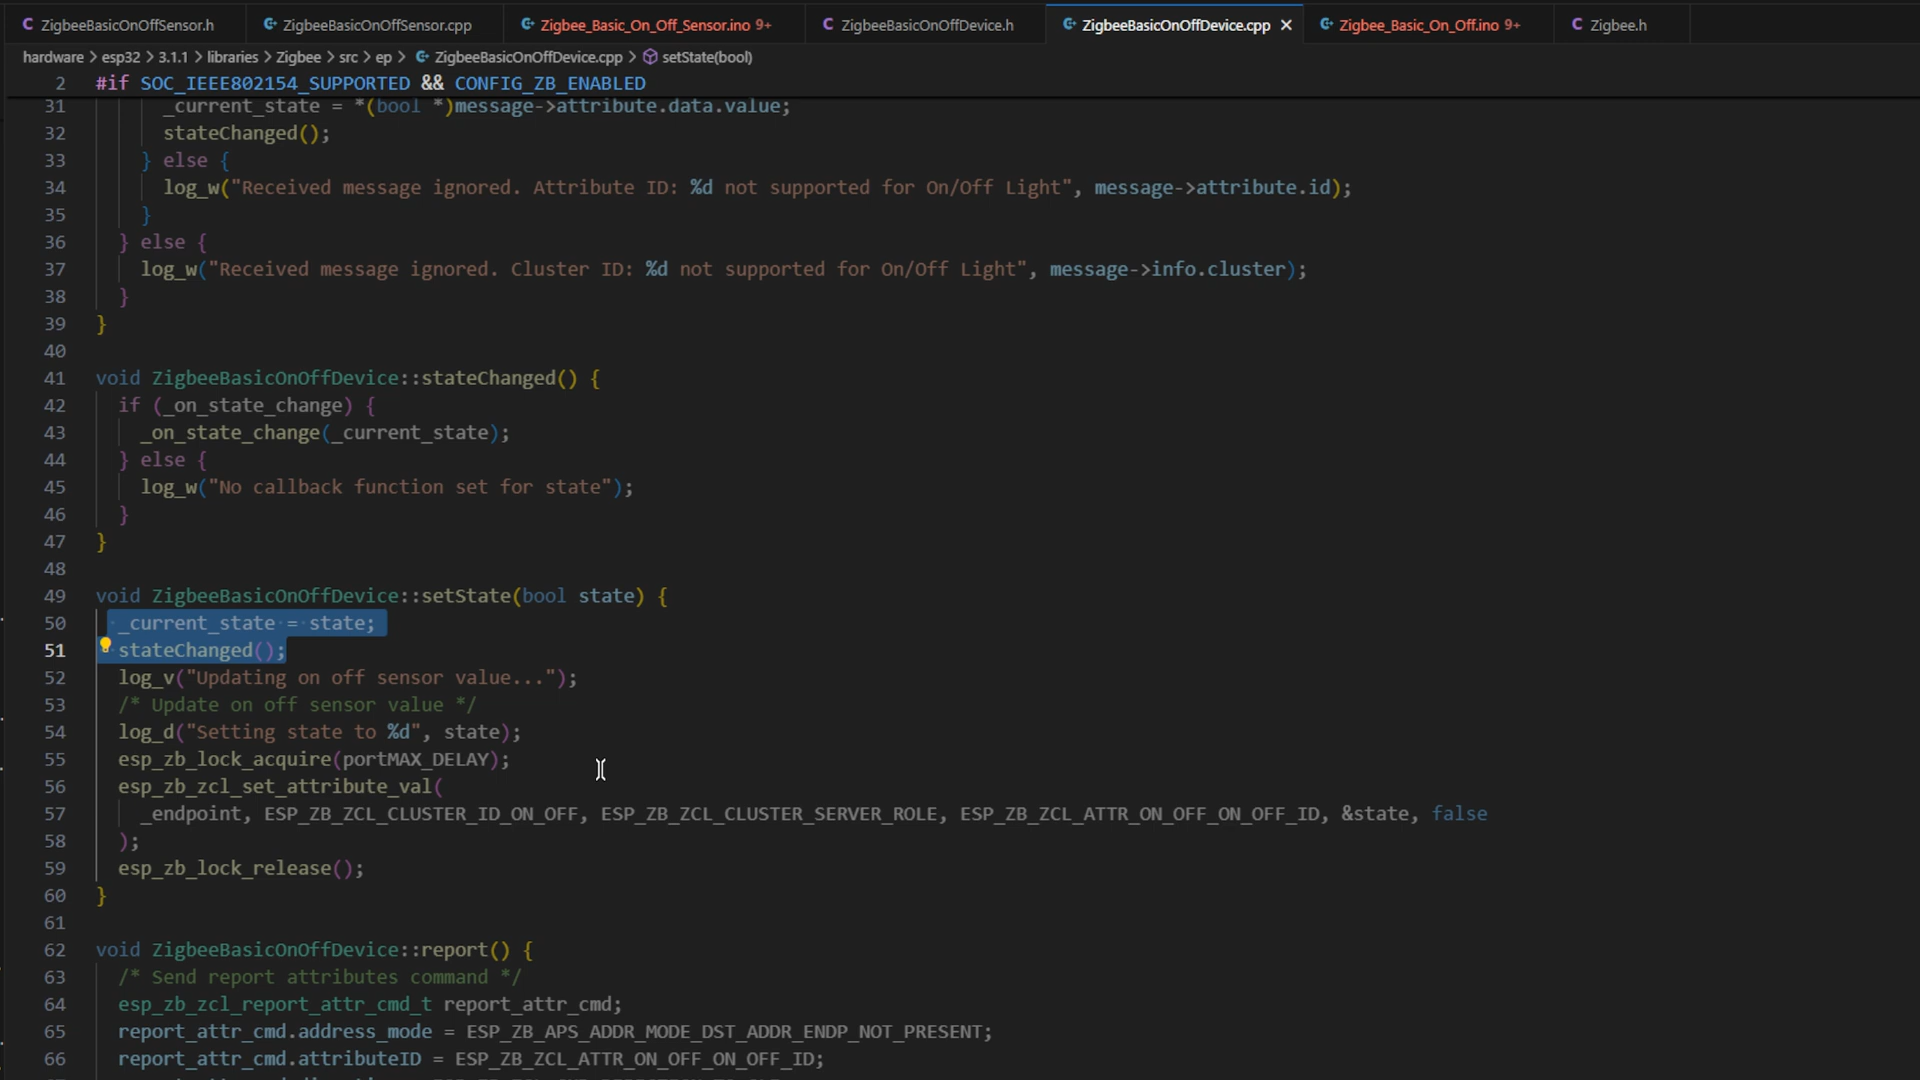 ZigbeeBasicOnOffSensor.h ZigbeeBasicOnOffSensor.cpp Zigbee_Basic_On_Off_Sensor.ino 9+ ZigbeeBasicOnOffDevice.h ZigbeeBasicOnOffDevice.cpp Zigbee_Basic_On_Off.ino 9+ C Zigbee.h
hardware > esp32 > 3.1.1 > libraries > Zigbee > src > ep > ZigbeeBasicOnOffDevice.cpp > setState(bool)
2 #if SOC_IEEE802154_SUPPORTED && CONFIG_ZB_ENABLED
31 _current_state = *(bool *)message->attribute.data.value;
32 stateChanged();
33 } else {
34 log_w("Received message ignored. Attribute ID: %d not supported for On/Off Light", message->attribute.id);
35 }
36 } else {
37 log_w("Received message ignored. Cluster ID: %d not supported for On/Off Light", message->info.cluster);
38 }
39 }
40
41 void ZigbeeBasicOnOffDevice::stateChanged() {
42 if (_on_state_change) {
43 _on_state_change(_current_state);
44 } else {
45 log_w("No callback function set for state");
46 }
47 }
48
49 void ZigbeeBasicOnOffDevice::setState(bool state) {
50 _current_state = state;
51 stateChanged();
52 log_v("Updating on off sensor value...");
53 /* Update on off sensor value */
54 log_d("Setting state to %d", state);
55 esp_zb_lock_acquire(portMAX_DELAY);
56 esp_zb_zcl_set_attribute_val(
57 _endpoint, ESP_ZB_ZCL_CLUSTER_ID_ON_OFF, ESP_ZB_ZCL_CLUSTER_SERVER_ROLE, ESP_ZB_ZCL_ATTR_ON_OFF_ON_OFF_ID, &state, false
58 );
59 esp_zb_lock_release();
60 }
61
62 void ZigbeeBasicOnOffDevice::report() {
63 /* Send report attributes command */
64 esp_zb_zcl_report_attr_cmd_t report_attr_cmd;
65 report_attr_cmd.address_mode = ESP_ZB_APS_ADDR_MODE_DST_ADDR_ENDP_NOT_PRESENT;
66 report_attr_cmd.attributeID = ESP_ZB_ZCL_ATTR_ON_OFF_ON_OFF_ID;